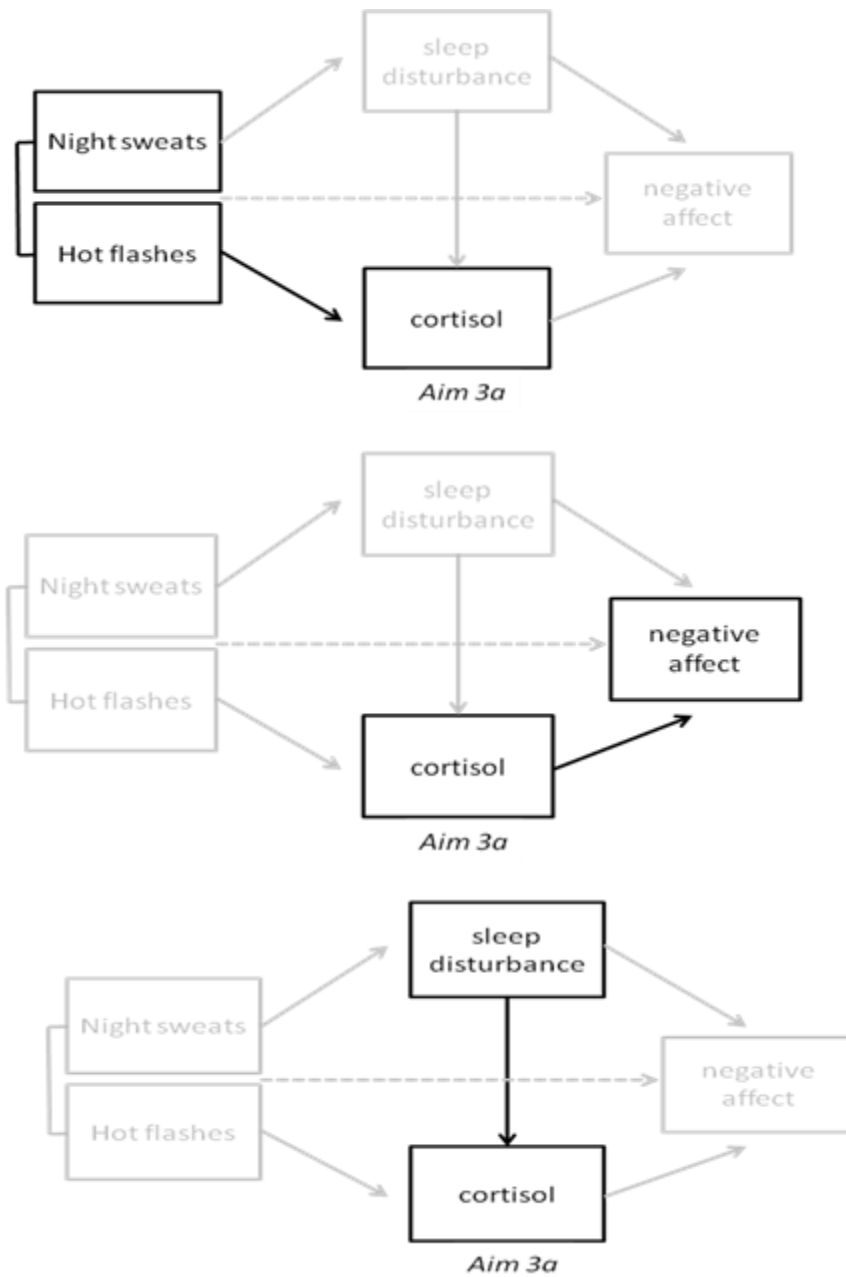 sleep
disturbance
Night sweats
negative
affect
Hot flashes
cortisol
Aim 3a
sleep
disturbance
Night sweats
negative
affect
Hot flashes
cortisol
Aim 3a
sleep
disturbance
Night sweats
negative
affect
Hot flashes
cortisol
Aim 3a